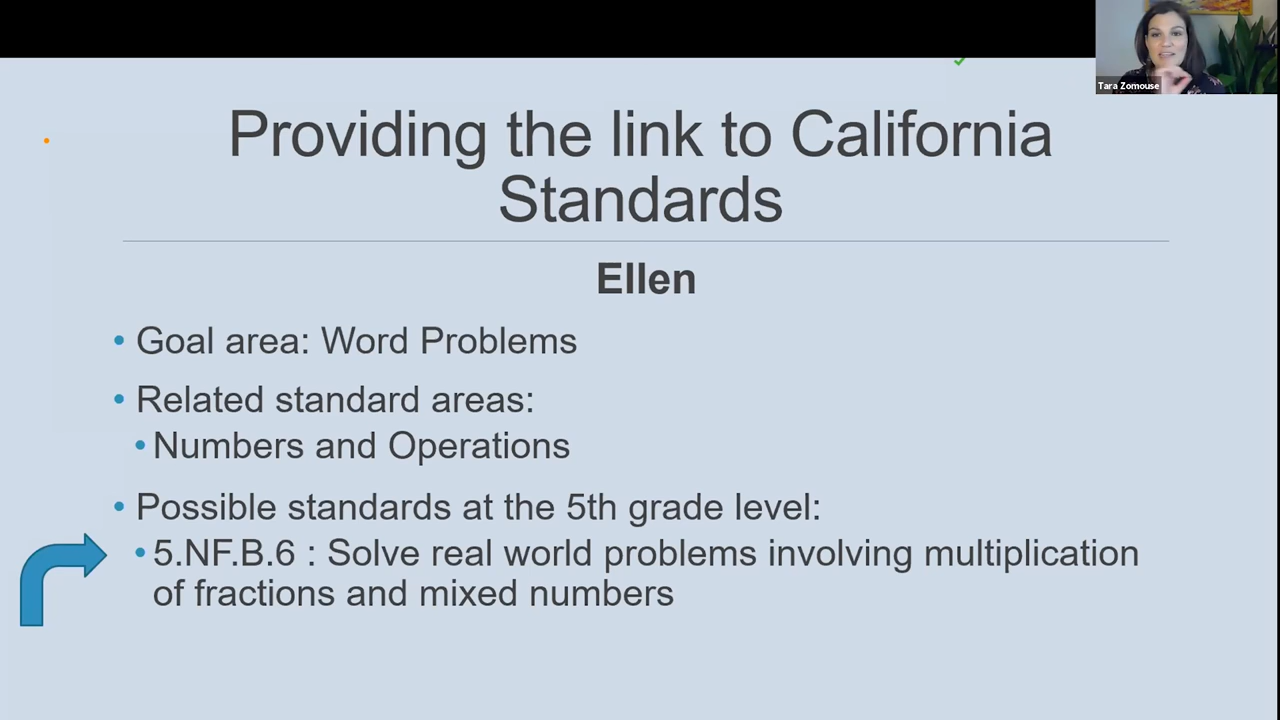 Tara Zomouse
Providing the link to California
Standards
Ellen
• Goal area: Word Problems
• Related standard areas:
• Numbers and Operations
• Possible standards at the 5th grade level:
• 5.NF.B.6 : Solve real world problems involving multiplication
of fractions and mixed numbers